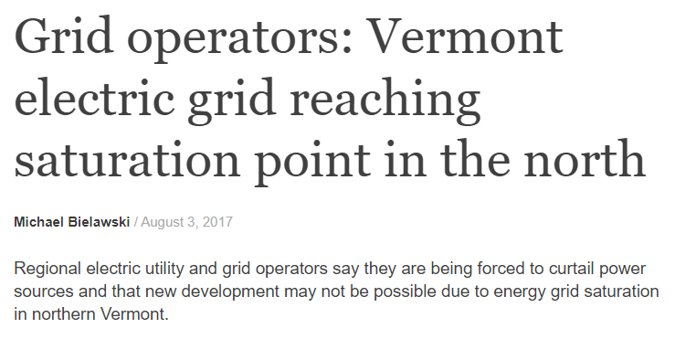 Grid operators: Vermont
electric grid reaching
saturation point in the north
Michael Bielawski / August 3, 2017
Regional electric utility and grid operators say they are being forced to curtail power
sources and that new development may not be possible due to energy grid saturation
in northern Vermont.